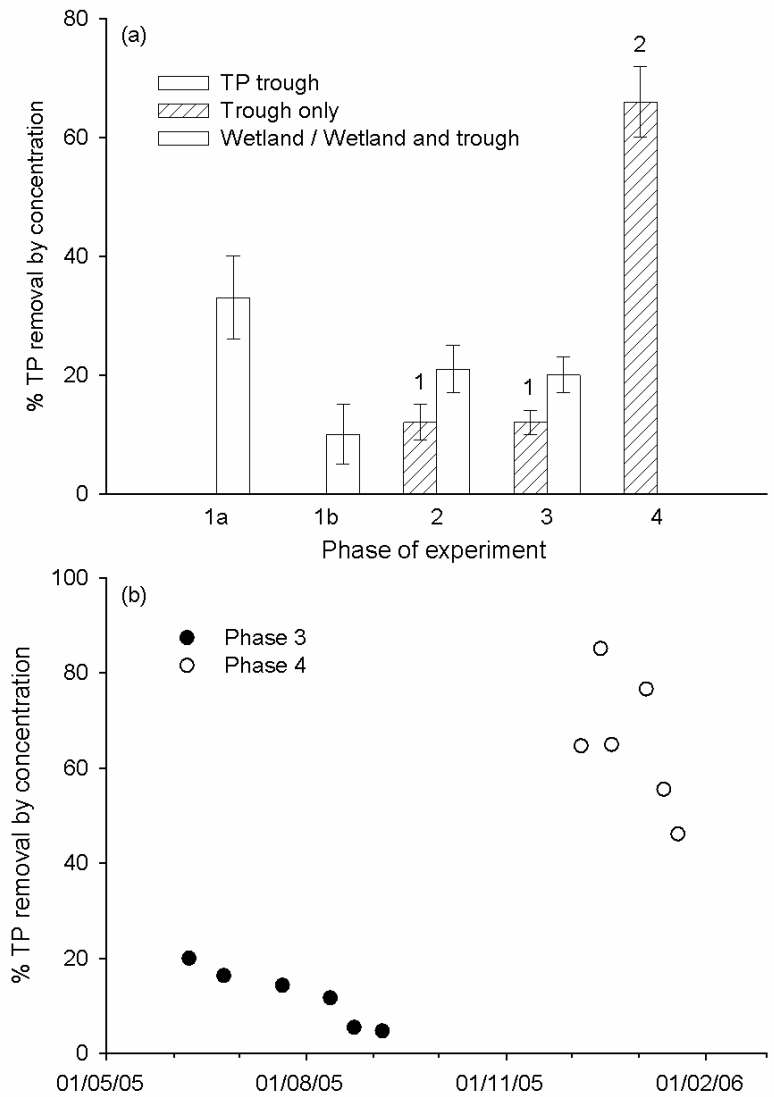 80
(a)
2
TP trough
Trough only
Wetland / Wetland and trough
60
% TP removal by concentration
40
20
1
1
0
1a 1b 2 3 4
Phase of experiment
100
(b)
Phase 3
Phase 4
80
% TP removal by concentration
60
40
20
0
01/05/05 01/08/05 01/11/05 01/02/06